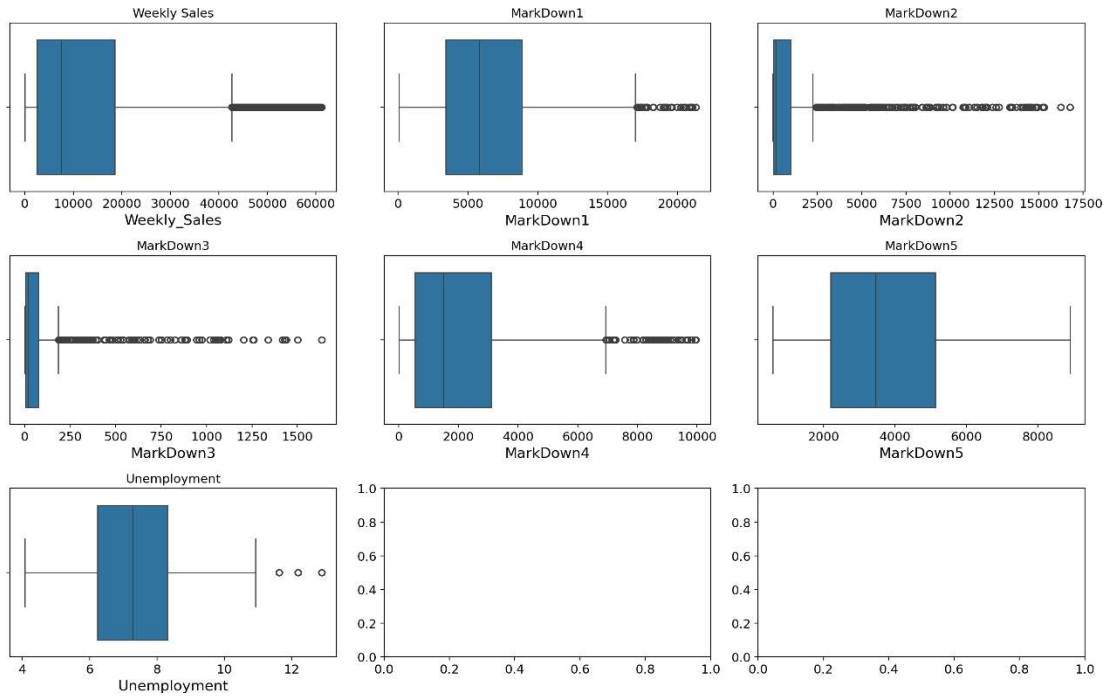 Weekly Sales
0 10000 20000 30000 40000 50000 60000
Weekly_Sales
MarkDown1
0 5000 10000 15000 20000
MarkDown1
MarkDown2
0 2500 5000 7500 10000 12500 15000 17500
MarkDown2
MarkDown3
0 250 500 750 1000 1250 1500
MarkDown3
MarkDown4
0 2000 4000 6000 8000 10000
MarkDown4
MarkDown5
2000 4000 6000 8000
MarkDown5
Unemployment
4 6 8 10 12
Unemployment
1.0
0.8
0.6
0.4
0.2
0.0
0.0 0.2 0.4 0.6 0.8 1.0
1.0
0.8
0.6
0.4
0.2
0.0
0.0 0.2 0.4 0.6 0.8 1.0